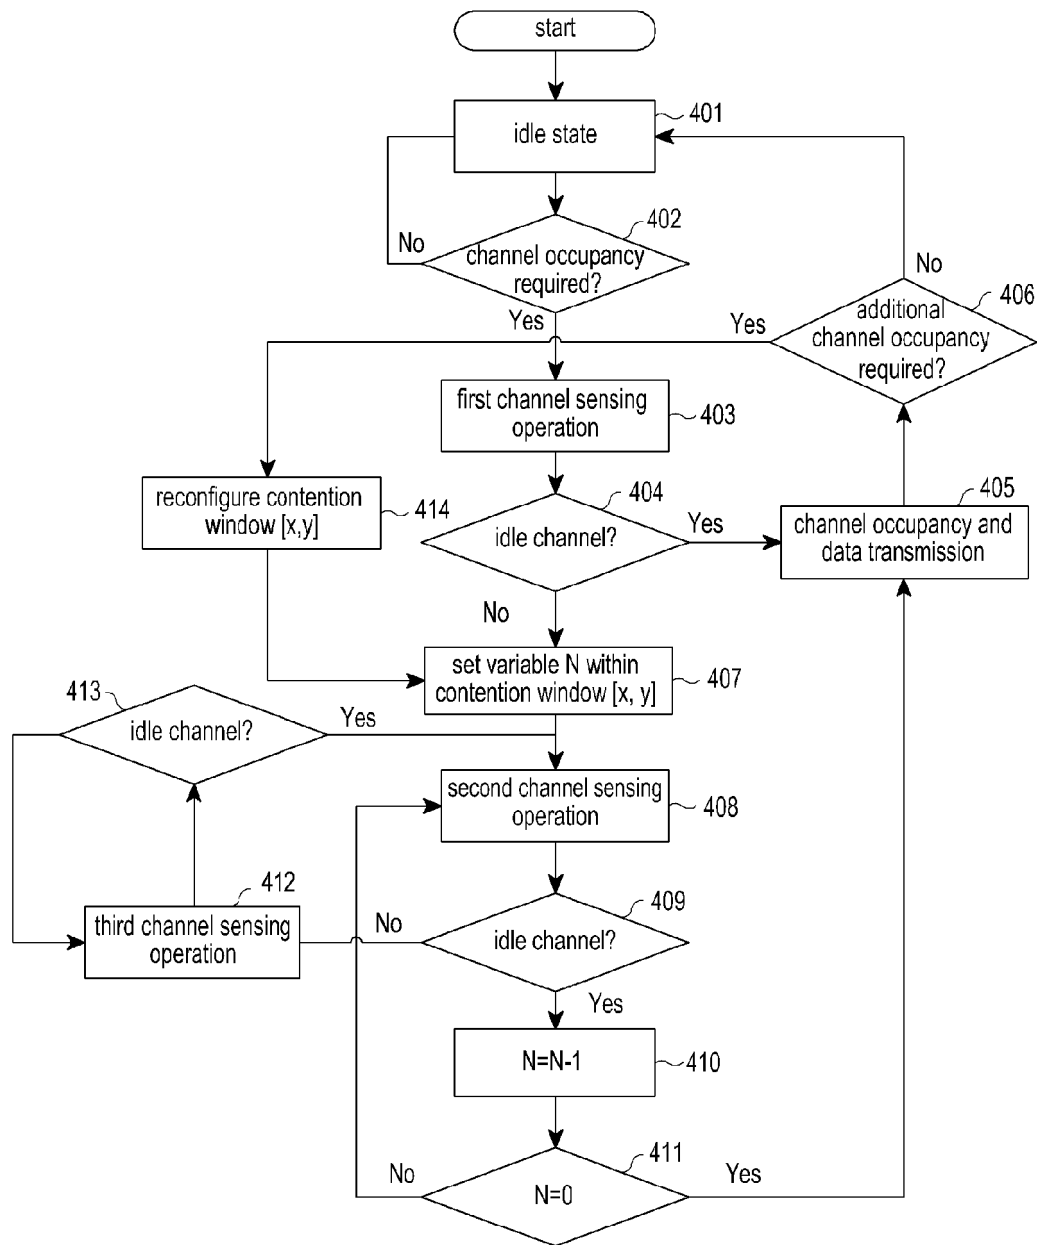 start
idle state
401
402
No
channel occupancy
required?
Yes
No
406
additional
channel occupancy
required?
Yes
first channel sensing
operation
403
reconfigure contention
window [x,y]
414
404
idle channel?
Yes
405
channel occupancy and
data transmission
No
set variable N within
contention window [x, y]
407
413
idle channel?
Yes
second channel sensing
operation
408
412
third channel sensing
operation
No
409
idle channel?
Yes
N=N-1
410
411
No
N=0
Yes